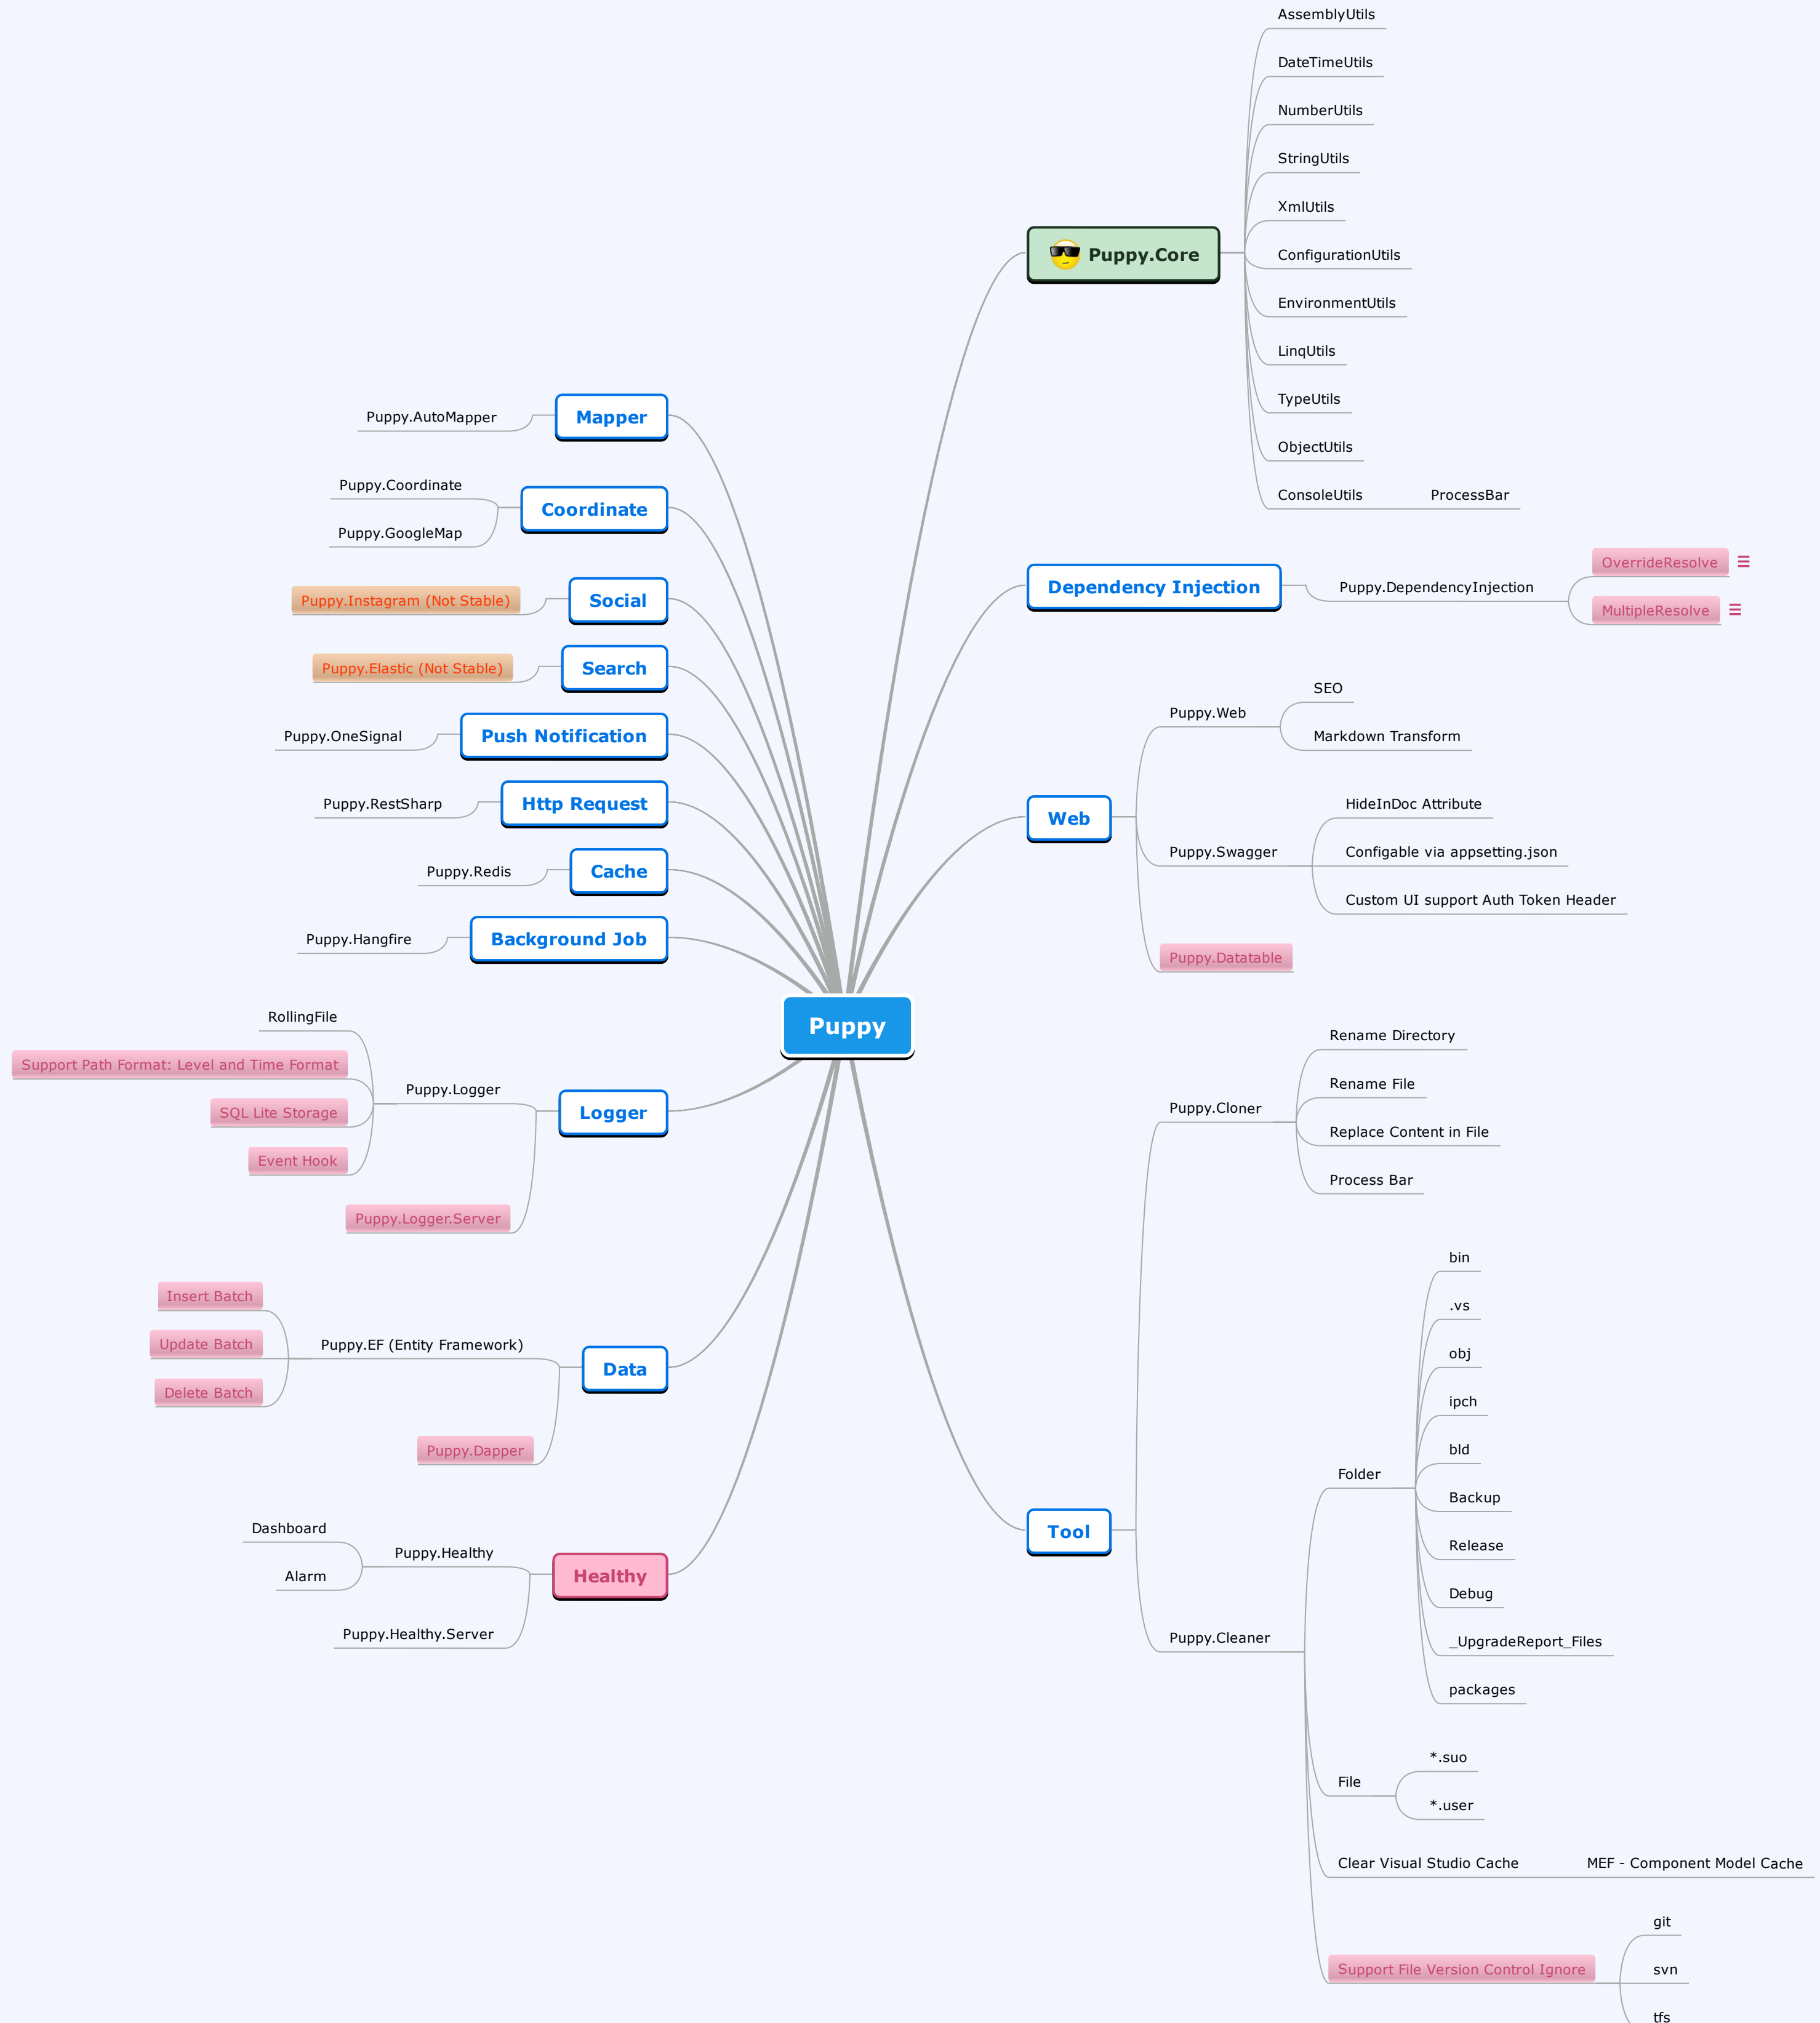 Puppy
Puppy.Core
AssemblyUtils
DateTimeUtils
NumberUtils
StringUtils
XmlUtils
ConfigurationUtils
EnvironmentUtils
LinqUtils
TypeUtils
ObjectUtils
ConsoleUtils
ProcessBar
Dependency Injection
Puppy.DependencyInjection
OverrideResolve
MultipleResolve
Web
Puppy.Web
SEO
Markdown Transform
Puppy.Swagger
HideInDoc Attribute
Configable via appsetting.json
Custom UI support Auth Token Header
Puppy.Datatable
Tool
Puppy.Cloner
Rename Directory
Rename File
Replace Content in File
Process Bar
Puppy.Cleaner
Folder
bin
.vs
obj
ipch
bld
Backup
Release
Debug
_UpgradeReport_Files
packages
File
*.suo
*.user
Clear Visual Studio Cache
MEF - Component Model Cache
Support File Version Control Ignore
git
svn
tfs
Mapper
Puppy.AutoMapper
Coordinate
Puppy.Coordinate
Puppy.GoogleMap
Social
Puppy.Instagram (Not Stable)
Search
Puppy.Elastic (Not Stable)
Push Notification
Puppy.OneSignal
Http Request
Puppy.RestSharp
Cache
Puppy.Redis
Background Job
Puppy.Hangfire
Logger
Puppy.Logger
RollingFile
Support Path Format: Level and Time Format
SQL Lite Storage
Event Hook
Puppy.Logger.Server
Data
Puppy.EF (Entity Framework)
Insert Batch
Update Batch
Delete Batch
Puppy.Dapper
Healthy
Puppy.Healthy
Dashboard
Alarm
Puppy.Healthy.Server